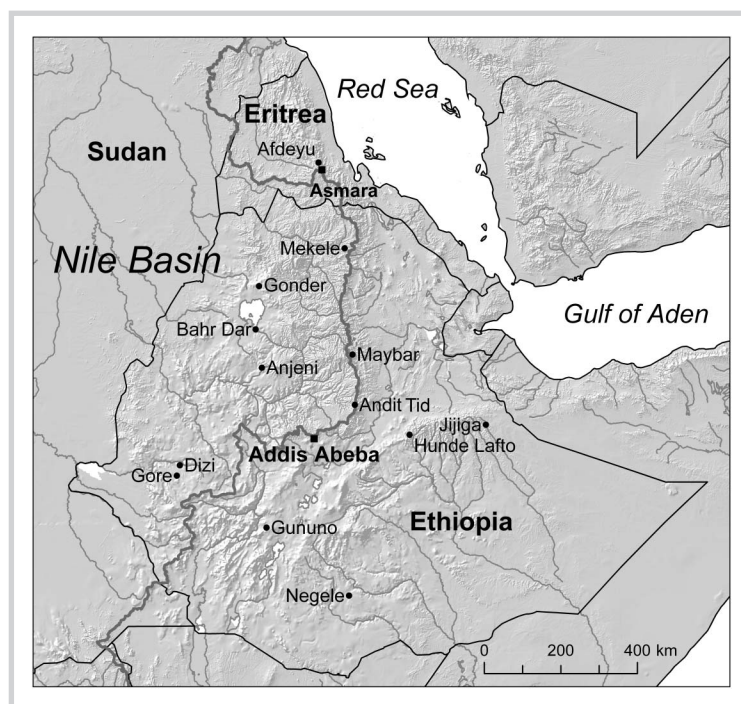 Red Sea
Eritrea
Afdeyu
Sudan
Asmara
Nile Basin
Mekele
Gonder
Gulf of Aden
Bahr Dar
Maybar
Anjeni
Andit Tid
Jijiga
Addis Abeba
Hunde Lafto
Dizi
Gore
Gununo
Ethiopia
Negele
0 200 400 km